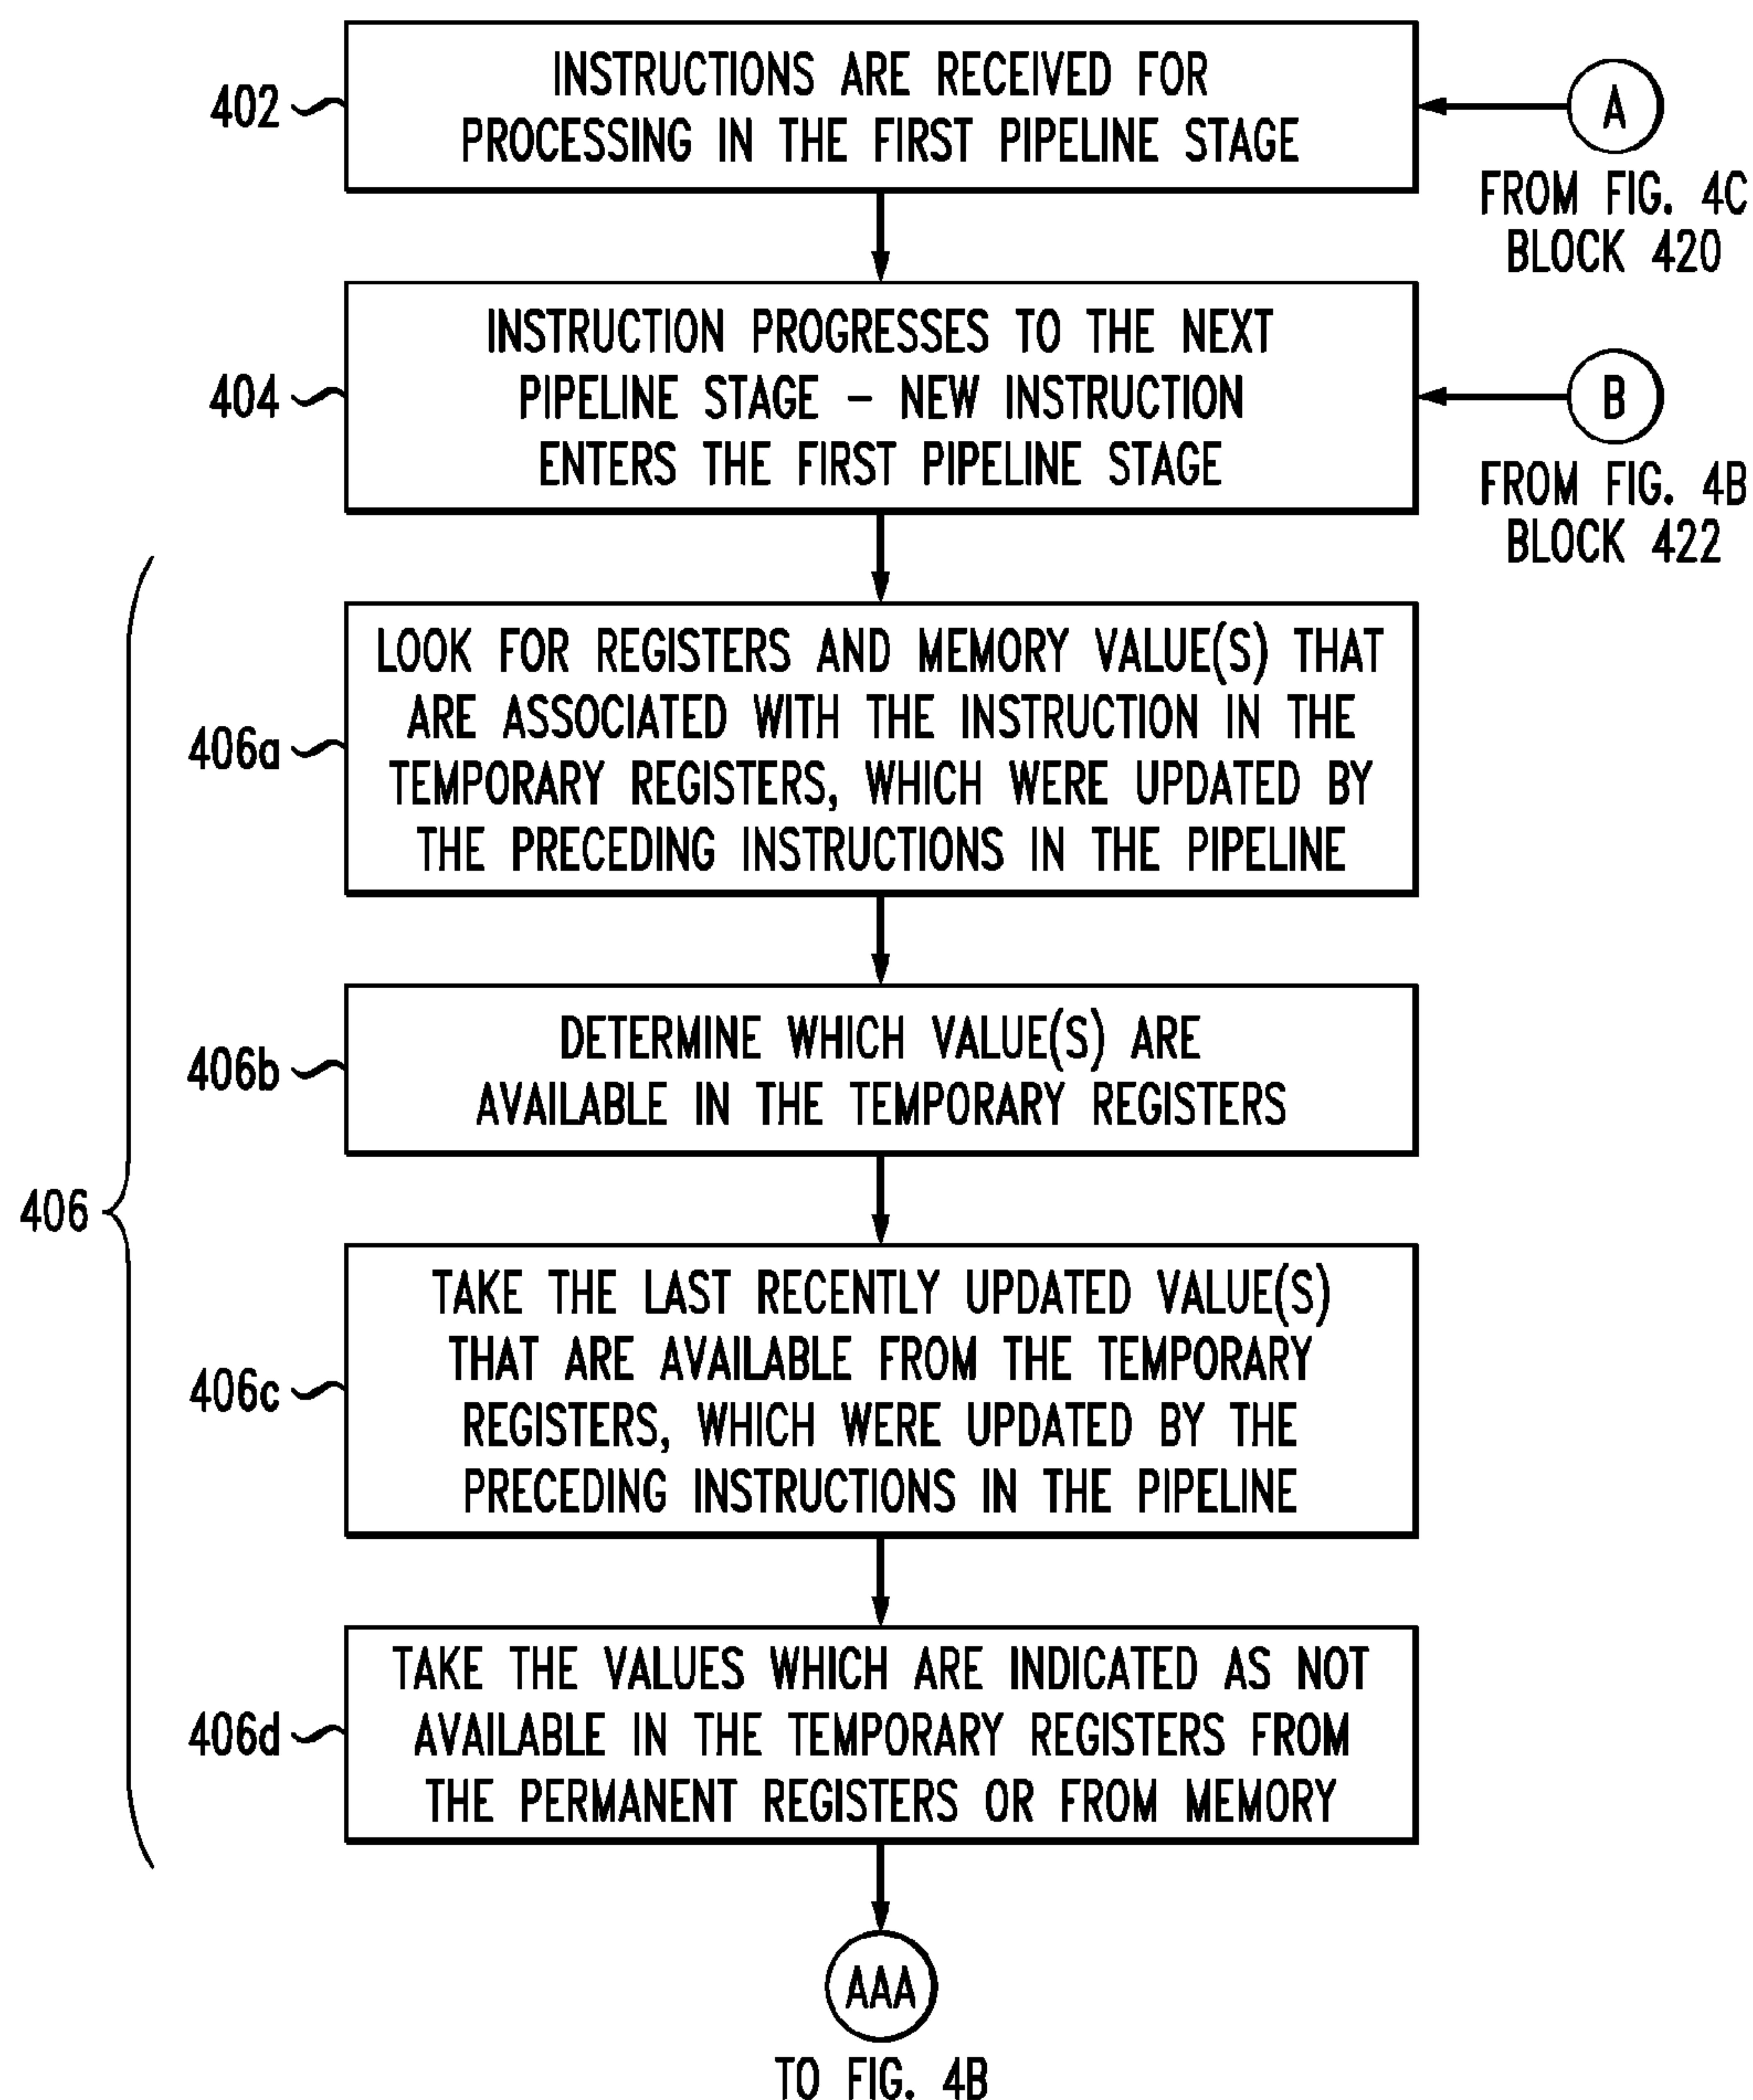 402
INSTRUCTIONS ARE RECEIVED FOR
PROCESSING IN THE FIRST PIPELINE STAGE
A
FROM FIG. 4C
BLOCK 420
404
INSTRUCTION PROGRESSES TO THE NEXT
PIPELINE STAGE – NEW INSTRUCTION
ENTERS THE FIRST PIPELINE STAGE
B
FROM FIG. 4B
BLOCK 422
406
406a
LOOK FOR REGISTERS AND MEMORY VALUE(S) THAT
ARE ASSOCIATED WITH THE INSTRUCTION IN THE
TEMPORARY REGISTERS, WHICH WERE UPDATED BY
THE PRECEDING INSTRUCTIONS IN THE PIPELINE
406b
DETERMINE WHICH VALUE(S) ARE
AVAILABLE IN THE TEMPORARY REGISTERS
406c
TAKE THE LAST RECENTLY UPDATED VALUE(S)
THAT ARE AVAILABLE FROM THE TEMPORARY
REGISTERS, WHICH WERE UPDATED BY THE
PRECEDING INSTRUCTIONS IN THE PIPELINE
406d
TAKE THE VALUES WHICH ARE INDICATED AS NOT
AVAILABLE IN THE TEMPORARY REGISTERS FROM
THE PERMANENT REGISTERS OR FROM MEMORY
AAA
TO FIG. 4B